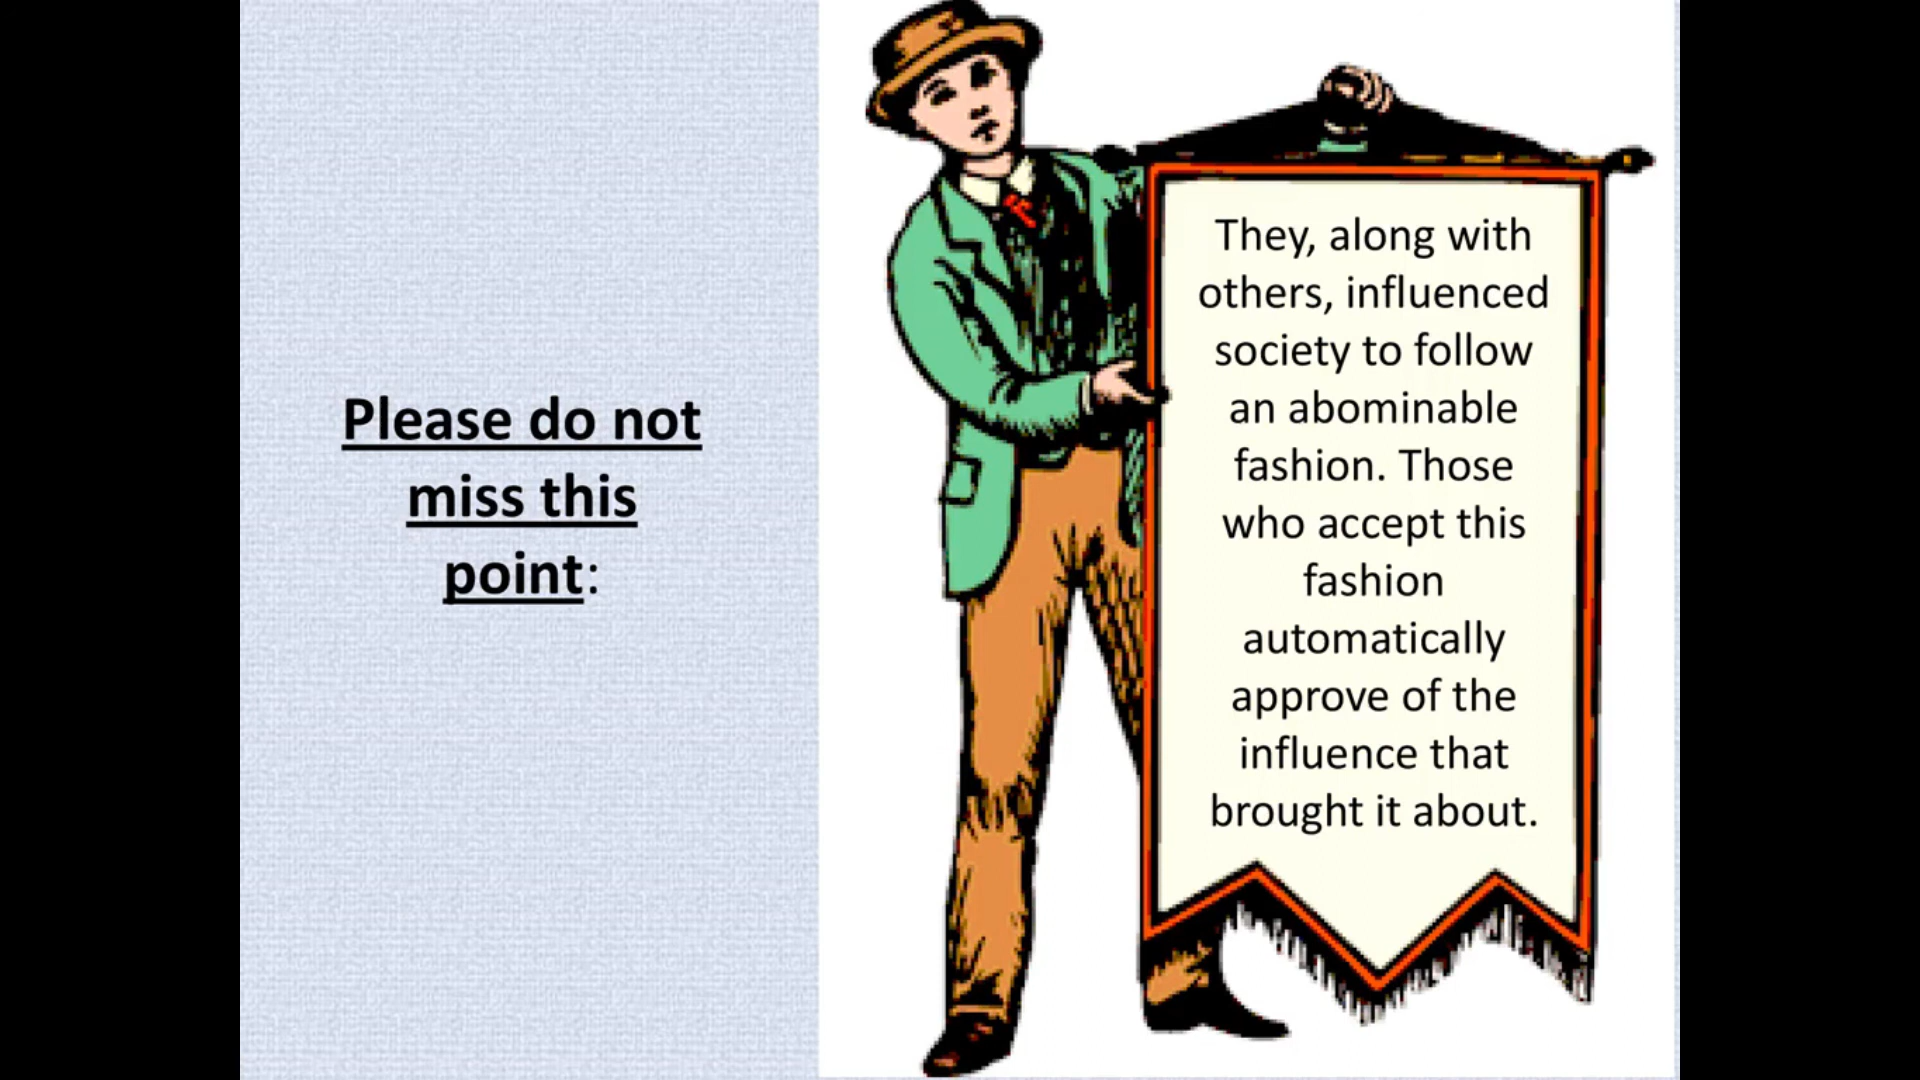 Please do not
miss this
point:
They, along with
others, influenced
society to follow
an abominable
fashion. Those
who accept this
fashion
automatically
approve of the
influence that
brought it about.